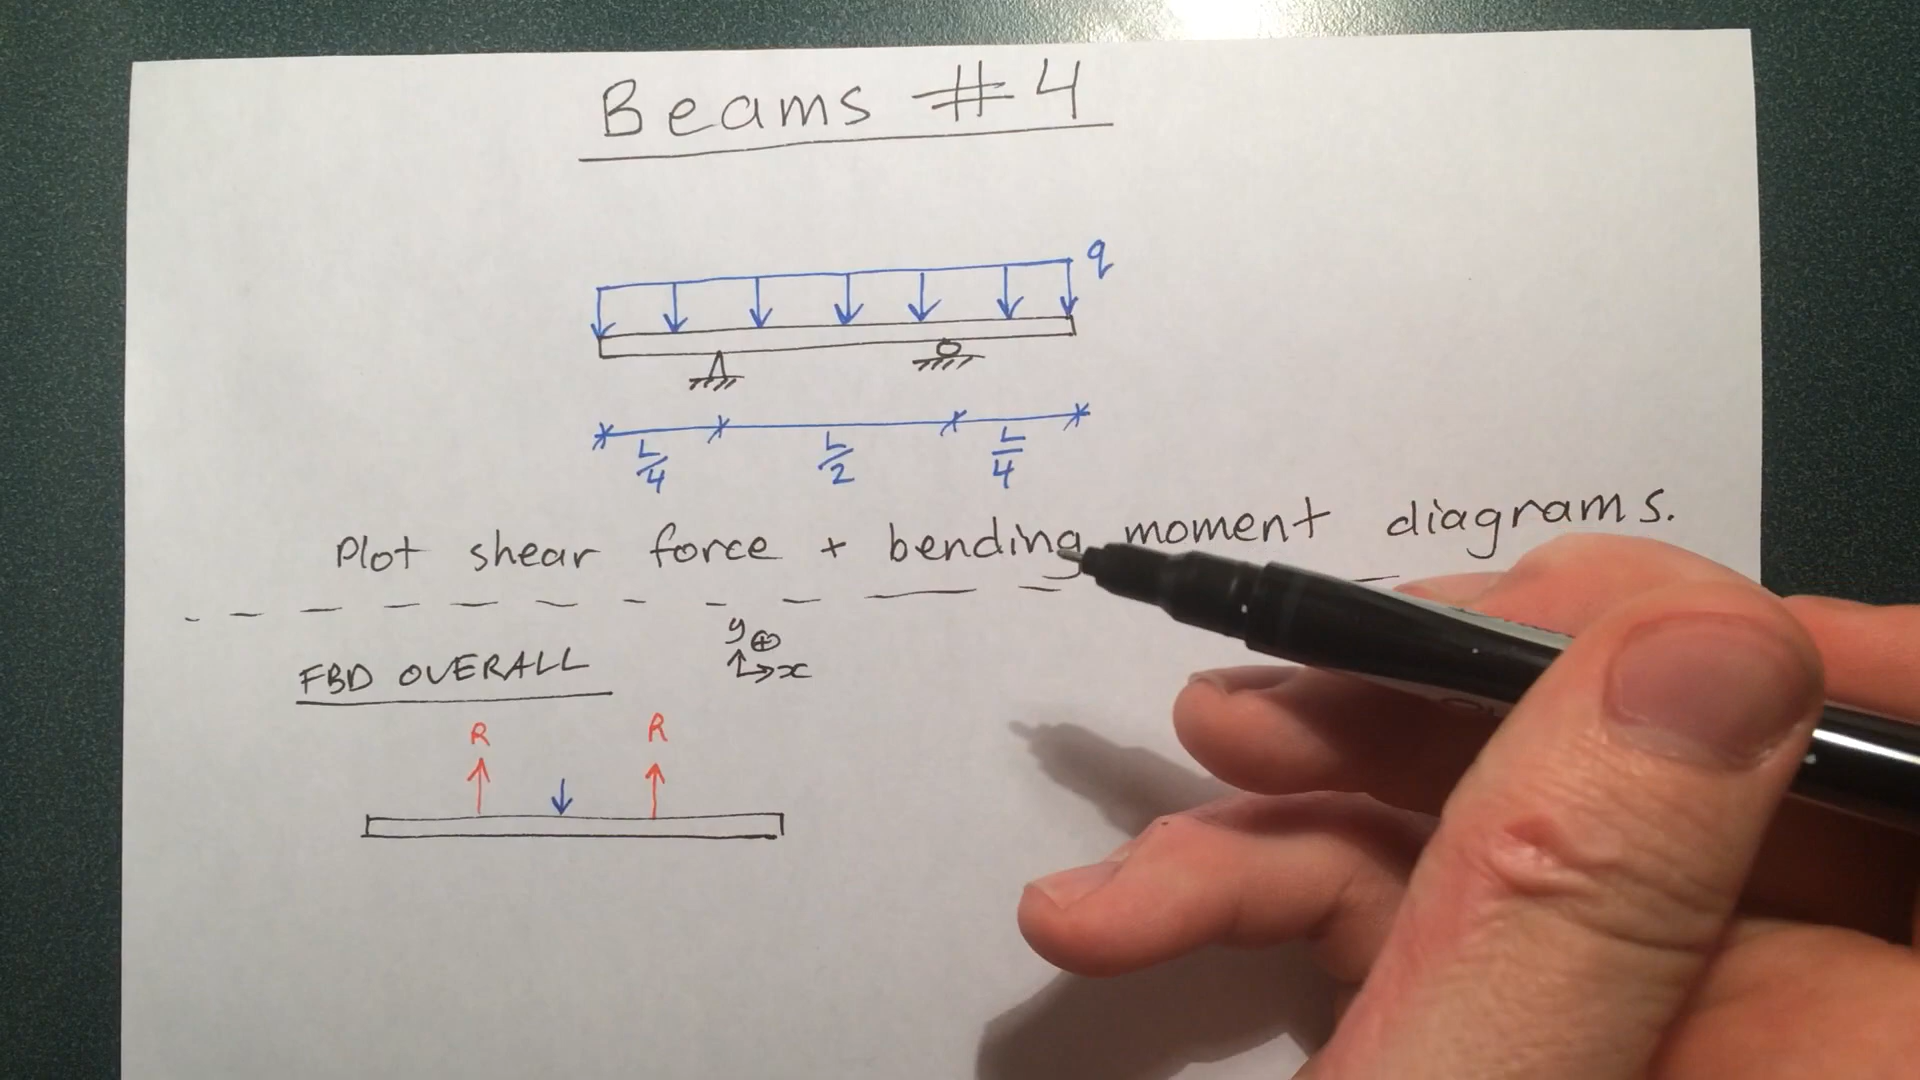 Beams #4
q
L/4 L/2 L/4
Plot shear force + bending moment diagrams.
y
x
FBD OVERALL
R R